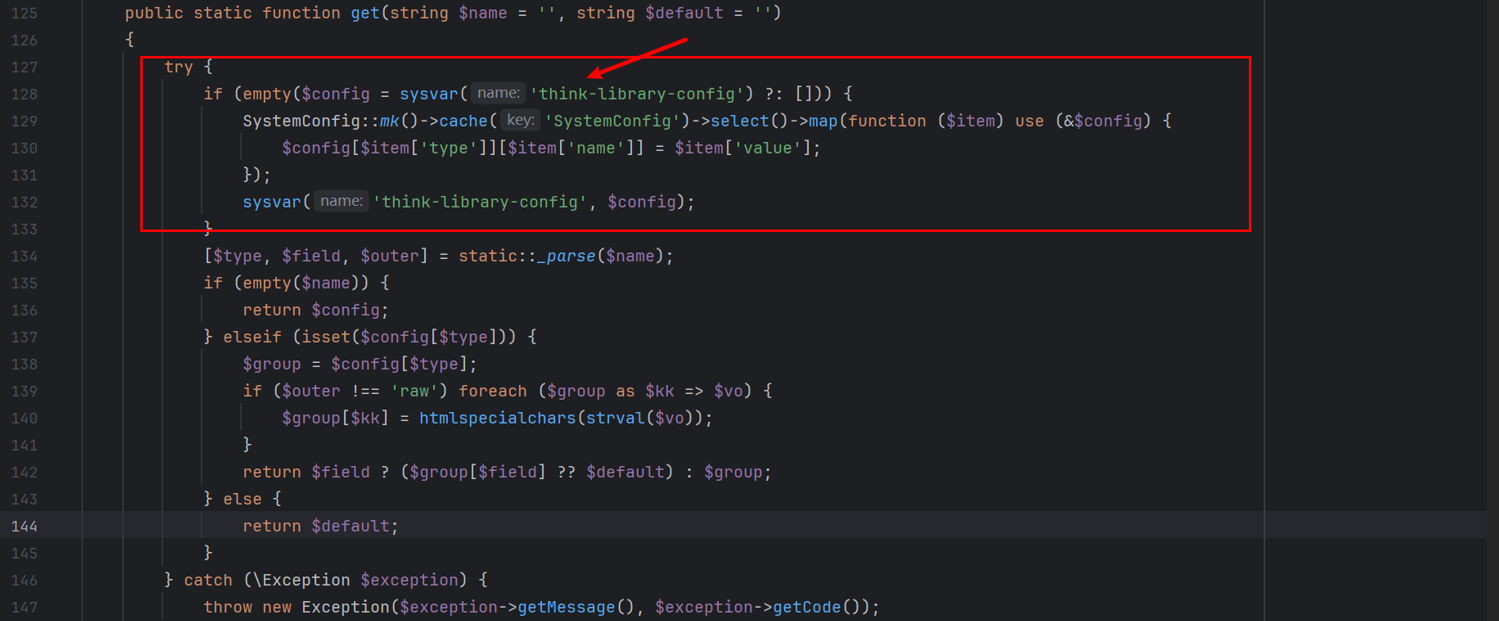 125 public static function get(string $name = '', string $default = '')
126 {
127 try {
128 if (empty($config = sysvar( name: 'think-library-config') ?: [])) {
129 SystemConfig::mk()->cache( key: 'SystemConfig')->select()->map(function ($item) use (&$config) {
130 $config[$item['type']][$item['name']] = $item['value'];
131 });
132 sysvar( name: 'think-library-config', $config);
133 }
134 [$type, $field, $outer] = static::_parse($name);
135 if (empty($name)) {
136 return $config;
137 } elseif (isset($config[$type])) {
138 $group = $config[$type];
139 if ($outer !== 'raw') foreach ($group as $kk => $vo) {
140 $group[$kk] = htmlspecialchars(strval($vo));
141 }
142 return $field ? ($group[$field] ?? $default) : $group;
143 } else {
144 return $default;
145 }
146 } catch (\Exception $exception) {
147 throw new Exception($exception->getMessage(), $exception->getCode());